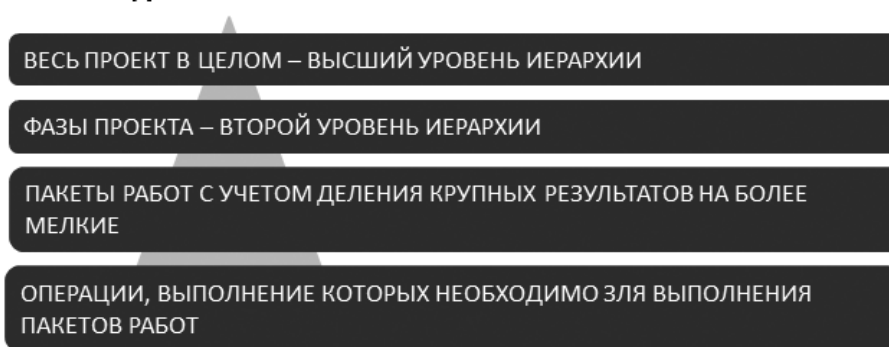 ВЕСЬ ПРОЕКТ В ЦЕЛОМ – ВЫСШИЙ УРОВЕНЬ ИЕРАРХИИ
ФАЗЫ ПРОЕКТА – ВТОРОЙ УРОВЕНЬ ИЕРАРХИИ
ПАКЕТЫ РАБОТ С УЧЕТОМ ДЕЛЕНИЯ КРУПНЫХ РЕЗУЛЬТАТОВ НА БОЛЕЕ
МЕЛКИЕ
ОПЕРАЦИИ, ВЫПОЛНЕНИЕ КОТОРЫХ НЕОБХОДИМО ЗЛЯ ВЫПОЛНЕНИЯ
ПАКЕТОВ РАБОТ